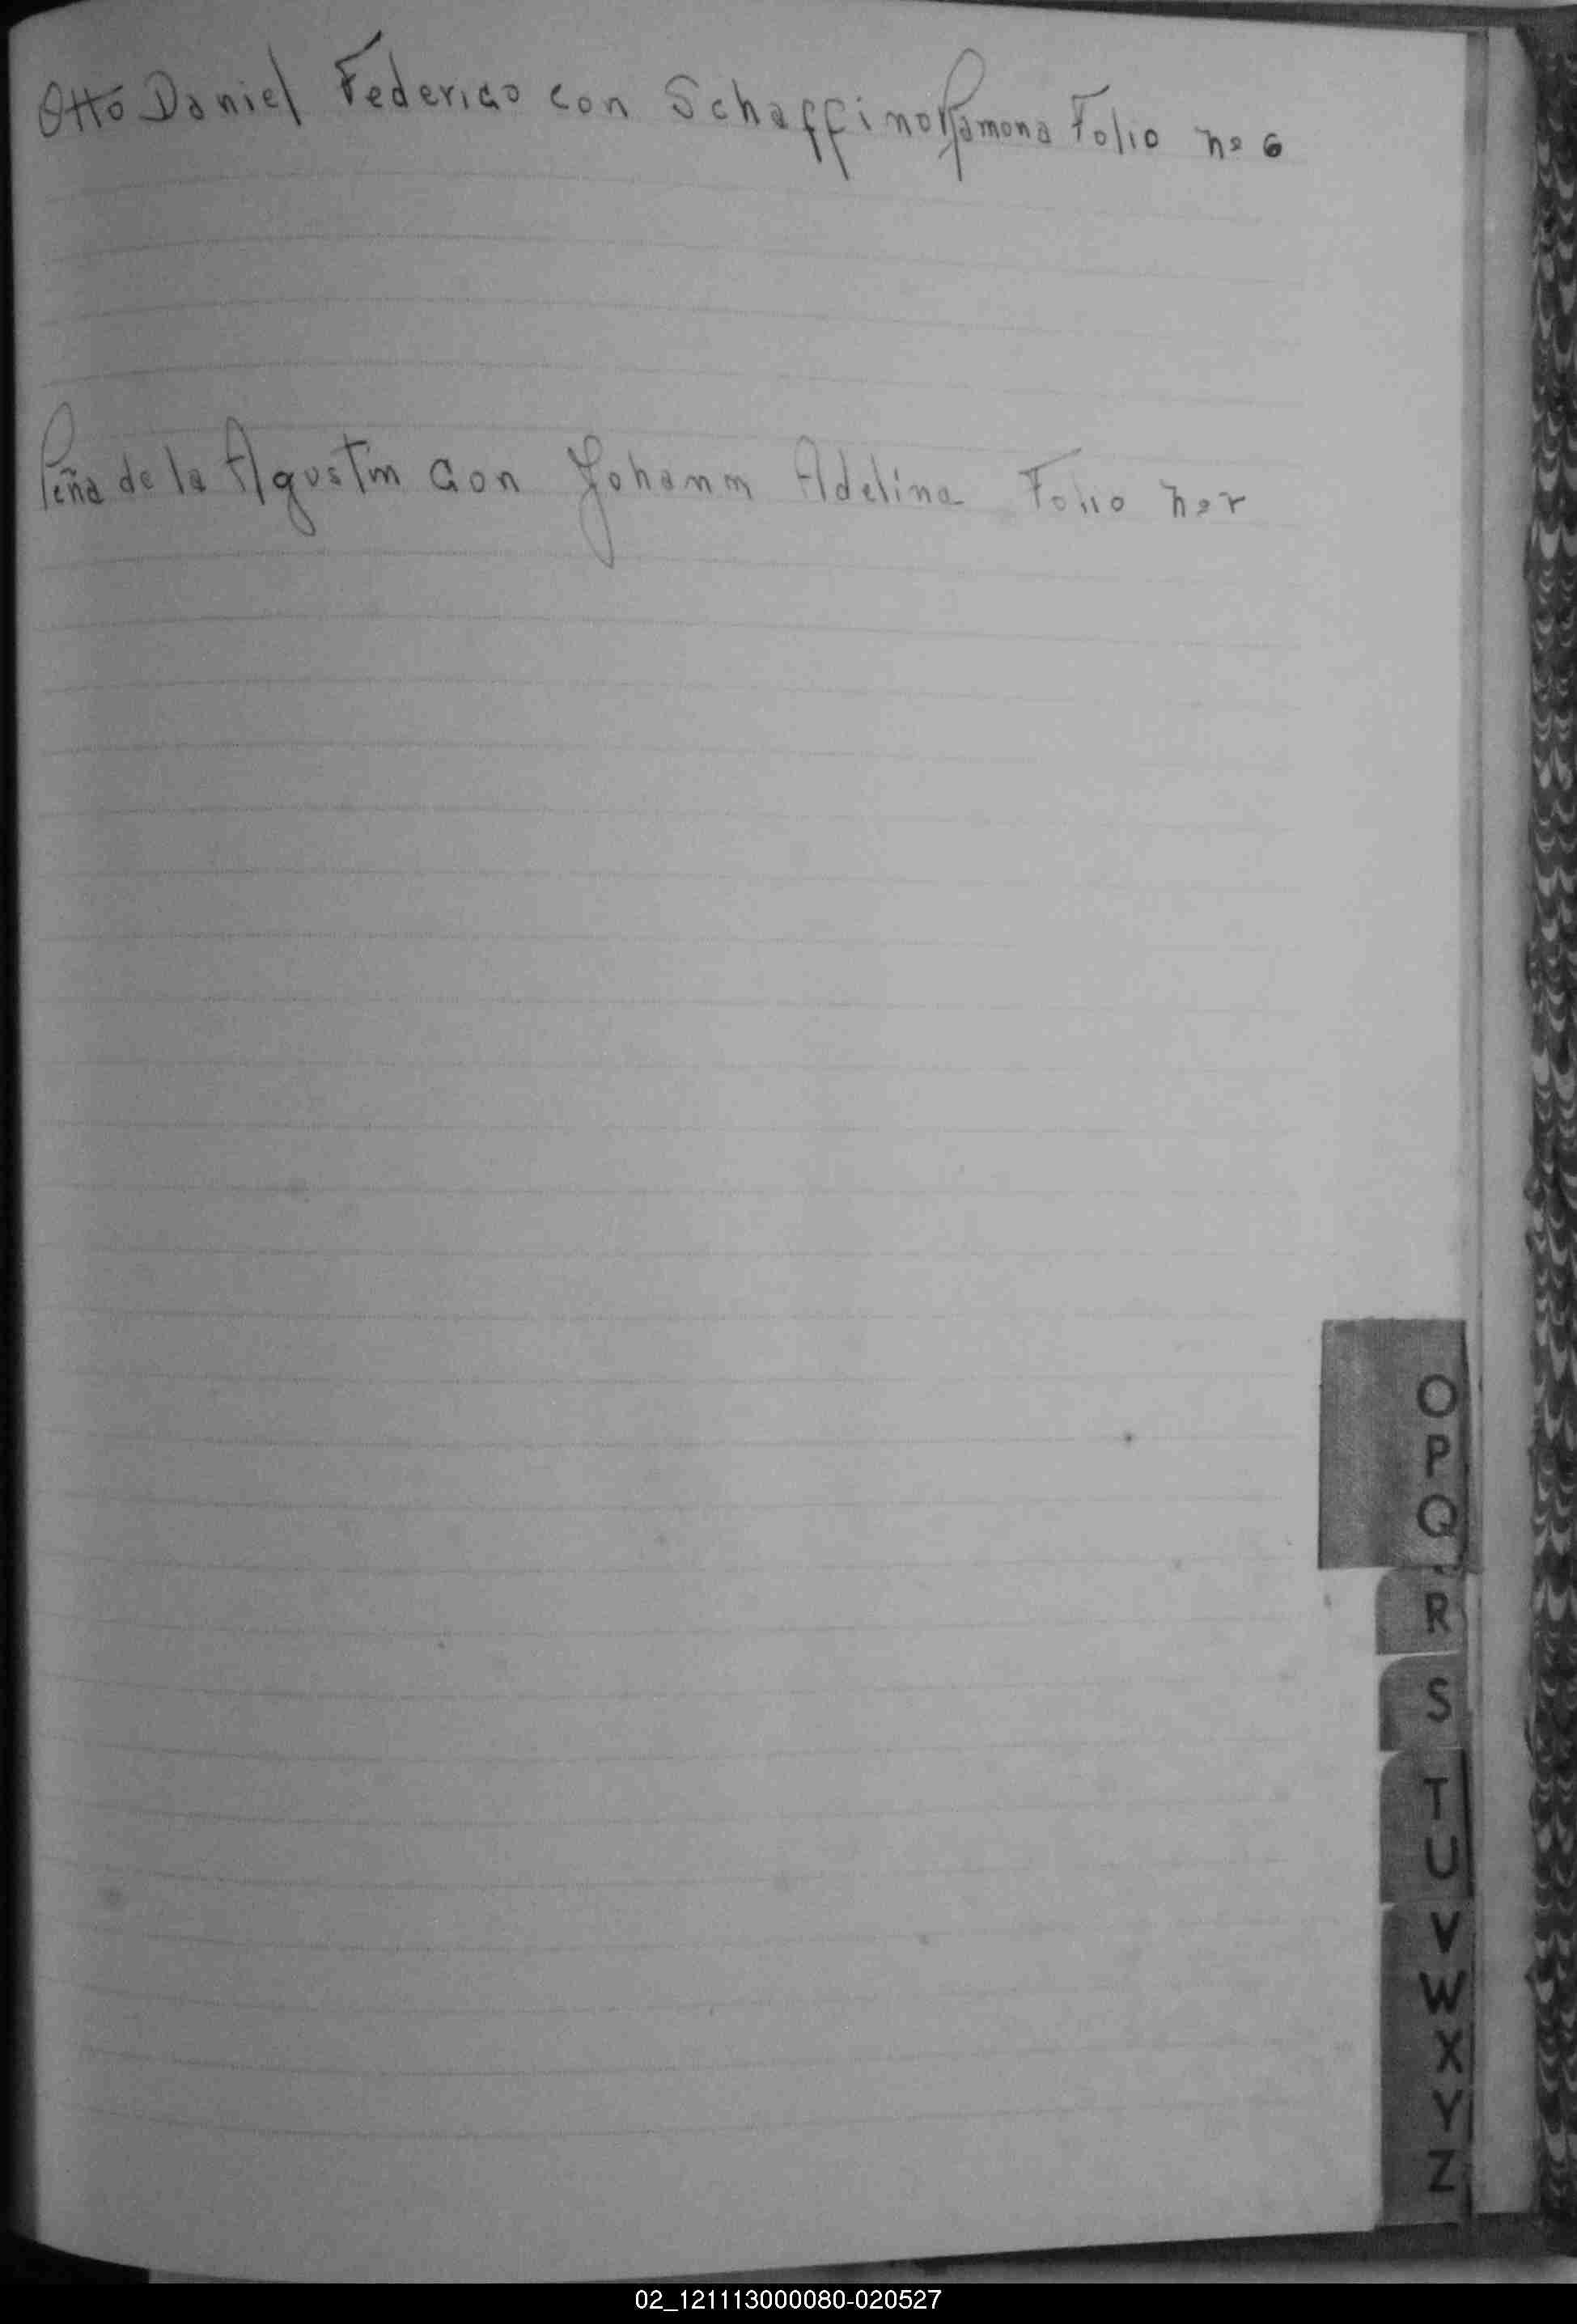 Otto Daniel Federico con Schaffino Ramona Folio nº 6
Peña de la Agustin con Johann Adelina Folio nº
O
P
Q
R
S
T
U
V
W
X
Y
Z
02_121113000080-020527